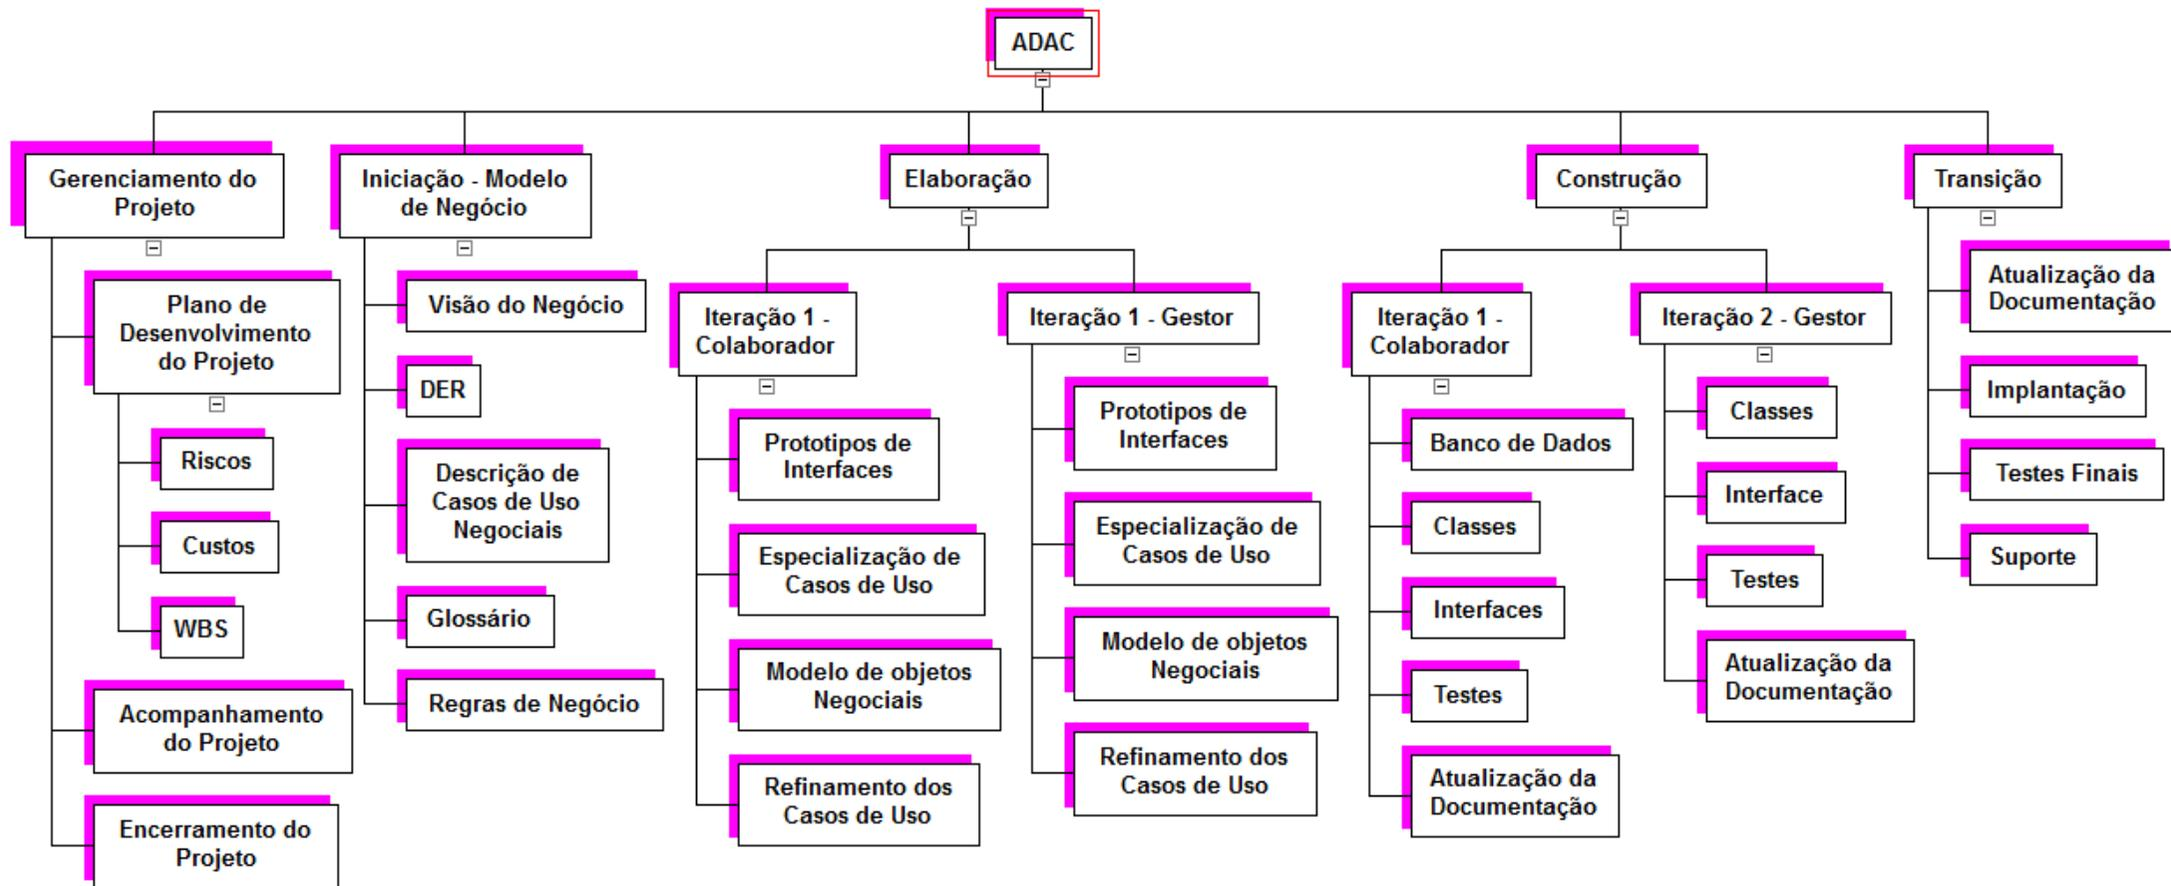 ADAC
Gerenciamento do
Projeto
Plano de
Desenvolvimento
do Projeto
Riscos
Custos
WBS
Acompanhamento
do Projeto
Encerramento do
Projeto
Iniciação - Modelo
de Negócio
Visão do Negócio
DER
Descrição de
Casos de Uso
Negociais
Glossário
Regras de Negócio
Elaboração
Iteração 1 -
Colaborador
Prototipos de
Interfaces
Especialização de
Casos de Uso
Modelo de objetos
Negociais
Refinamento dos
Casos de Uso
Iteração 1 - Gestor
Prototipos de
Interfaces
Especialização de
Casos de Uso
Modelo de objetos
Negociais
Refinamento dos
Casos de Uso
Construção
Iteração 1 -
Colaborador
Banco de Dados
Classes
Interfaces
Testes
Atualização da
Documentação
Iteração 2 - Gestor
Classes
Interface
Testes
Atualização da
Documentação
Transição
Atualização da
Documentação
Implantação
Testes Finais
Suporte